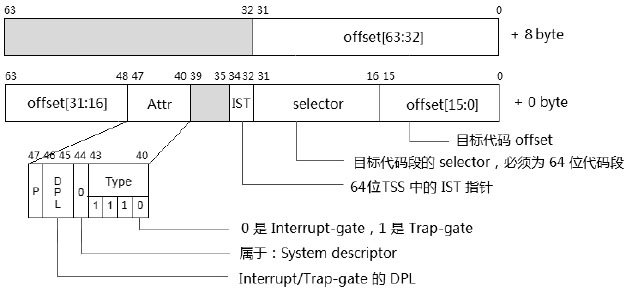 63 32 31 0
offset[63:32] + 8 byte
63 48 47 40 39 35 34 32 31 16 15 0
offset[31:16] Attr IST selector offset[15:0] + 0 byte
目标代码 offset
47 46 45 44 43 40
目标代码段的 selector，必须为 64 位代码段
P DPL 0 Type
64位TSS 中的 IST 指针
1 1 1 0
0 是 Interrupt-gate，1 是 Trap-gate
属于：System descriptor
Interrupt/Trap-gate 的 DPL